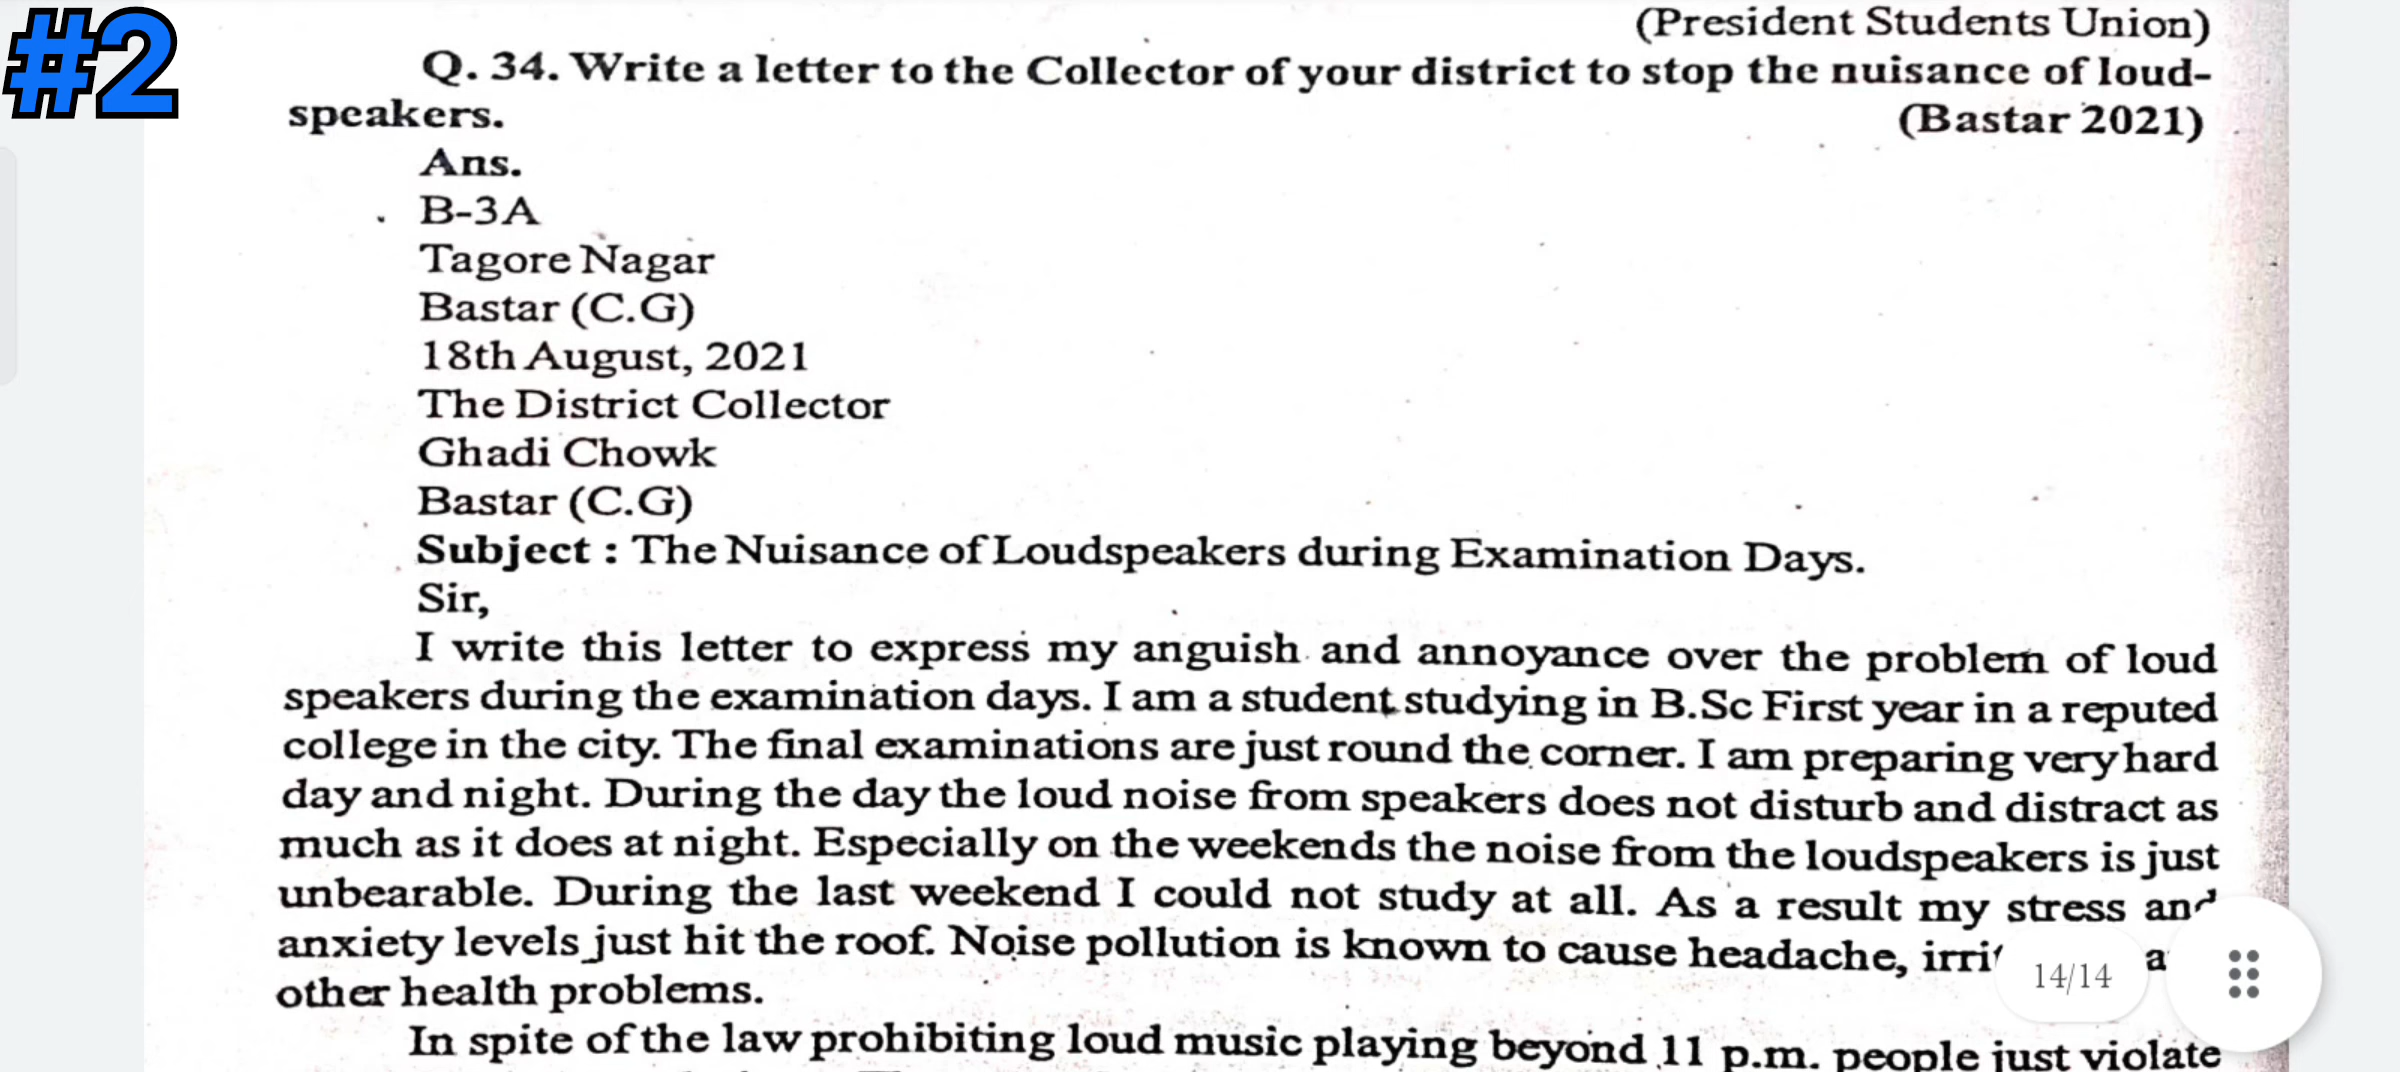 #2
(President Students Union)
Q. 34. Write a letter to the Collector of your district to stop the nuisance of loud-
speakers.
(Bastar 2021)
Ans.
B-3A
Tagore Nagar
Bastar (C.G)
18th August, 2021
The District Collector
Ghadi Chowk
Bastar (C.G)
Subject : The Nuisance of Loudspeakers during Examination Days.
Sir,
I write this letter to express my anguish and annoyance over the problem of loud
speakers during the examination days. I am a student studying in B.Sc First year in a reputed
college in the city. The final examinations are just round the corner. I am preparing very hard
day and night. During the day the loud noise from speakers does not disturb and distract as
much as it does at night. Especially on the weekends the noise from the loudspeakers is just
unbearable. During the last weekend I could not study at all. As a result my stress and
anxiety levels just hit the roof. Noise pollution is known to cause headache,
other health problems.
14/14
In spite of the law prohibiting loud music playing beyond 11 p.m. people just violate